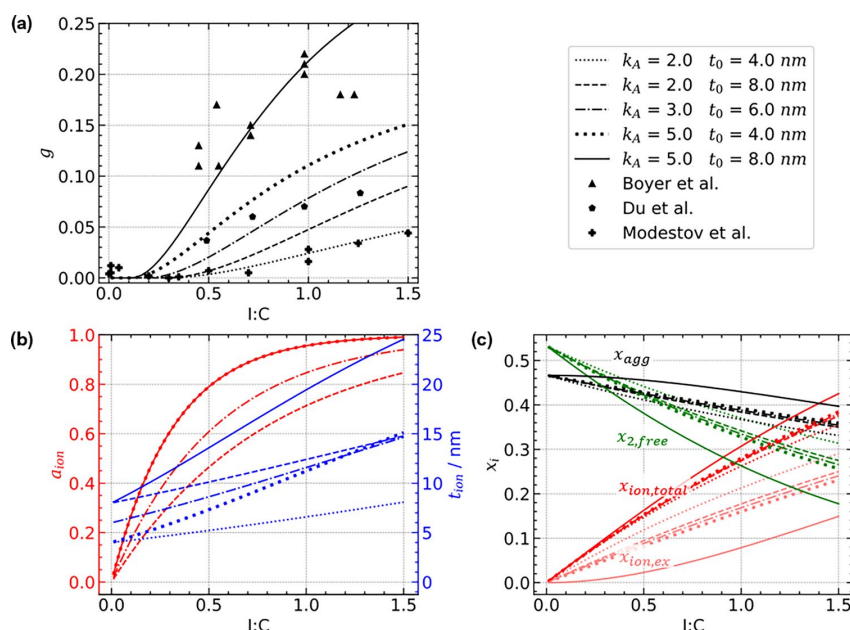 (a)
0.25
0.20
0.15
0.10
0.05
0.00
g
0.0 0.5 1.0 1.5
I:C
k_A = 2.0 t_0 = 4.0 nm
k_A = 2.0 t_0 = 8.0 nm
k_A = 3.0 t_0 = 6.0 nm
k_A = 5.0 t_0 = 4.0 nm
k_A = 5.0 t_0 = 8.0 nm
Boyer et al.
Du et al.
Modestov et al.
(b)
1.0
0.8
0.6
0.4
0.2
0.0
a_ion
25
20
15
10
5
0
t_ion / nm
0.0 0.5 1.0 1.5
I:C
(c)
0.5
0.4
0.3
0.2
0.1
0.0
x_i
x_agg
x_2,free
x_ion,total
x_ion,ex
0.0 0.5 1.0 1.5
I:C